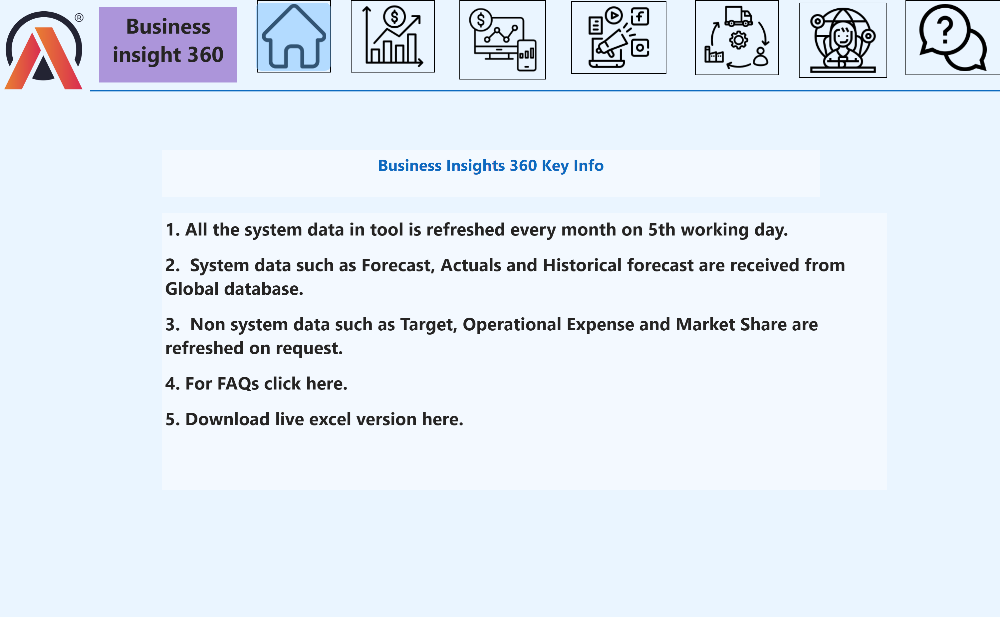 ®
Business
insight 360
Business Insights 360 Key Info
1. All the system data in tool is refreshed every month on 5th working day.
2.  System data such as Forecast, Actuals and Historical forecast are received from
Global database.
3.  Non system data such as Target, Operational Expense and Market Share are
refreshed on request.
4. For FAQs click here.
5. Download live excel version here.